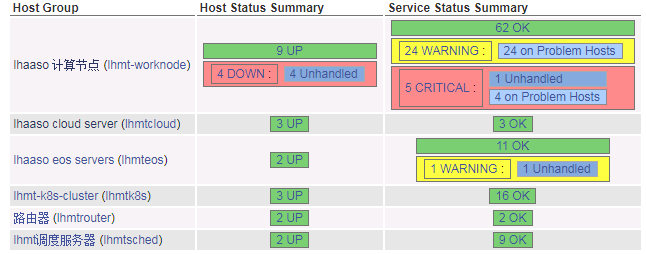 Host Group Host Status Summary Service Status Summary
lhaaso 计算节点 (lhmt-worknode) 9 UP 62 OK
4 DOWN : 4 Unhandled 24 WARNING : 24 on Problem Hosts
5 CRITICAL : 1 Unhandled
4 on Problem Hosts
lhaaso cloud server (lhmtcloud) 3 UP 3 OK
lhaaso eos servers (lhmteos) 2 UP 11 OK
1 WARNING : 1 Unhandled
lhmt-k8s-cluster (lhmtk8s) 3 UP 16 OK
路由器 (lhmtrouter) 2 UP 2 OK
lhmt调度服务器 (lhmtsched) 2 UP 9 OK